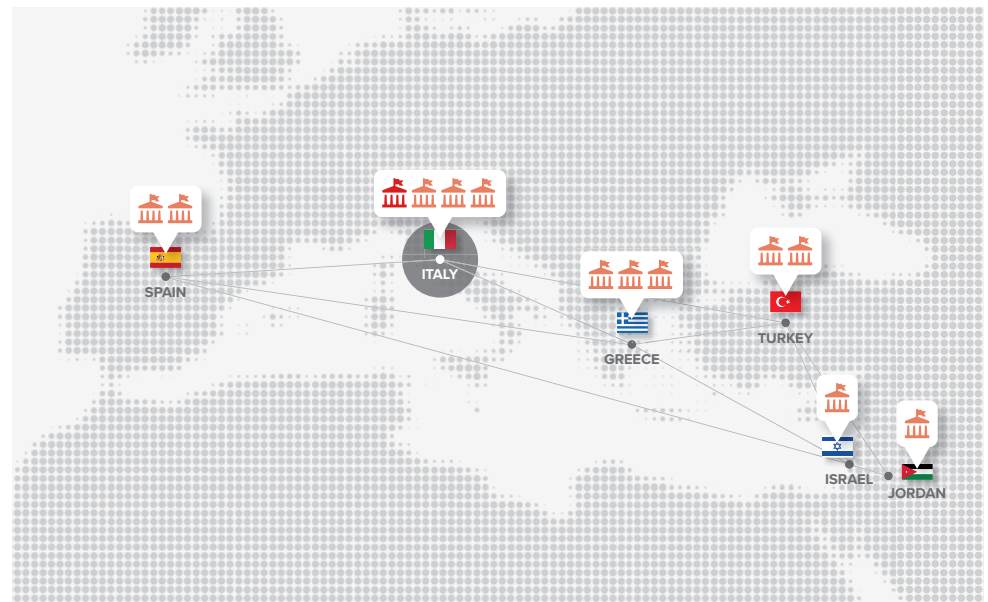 ITALY
SPAIN
TURKEY
GREECE
ISRAEL
JORDAN